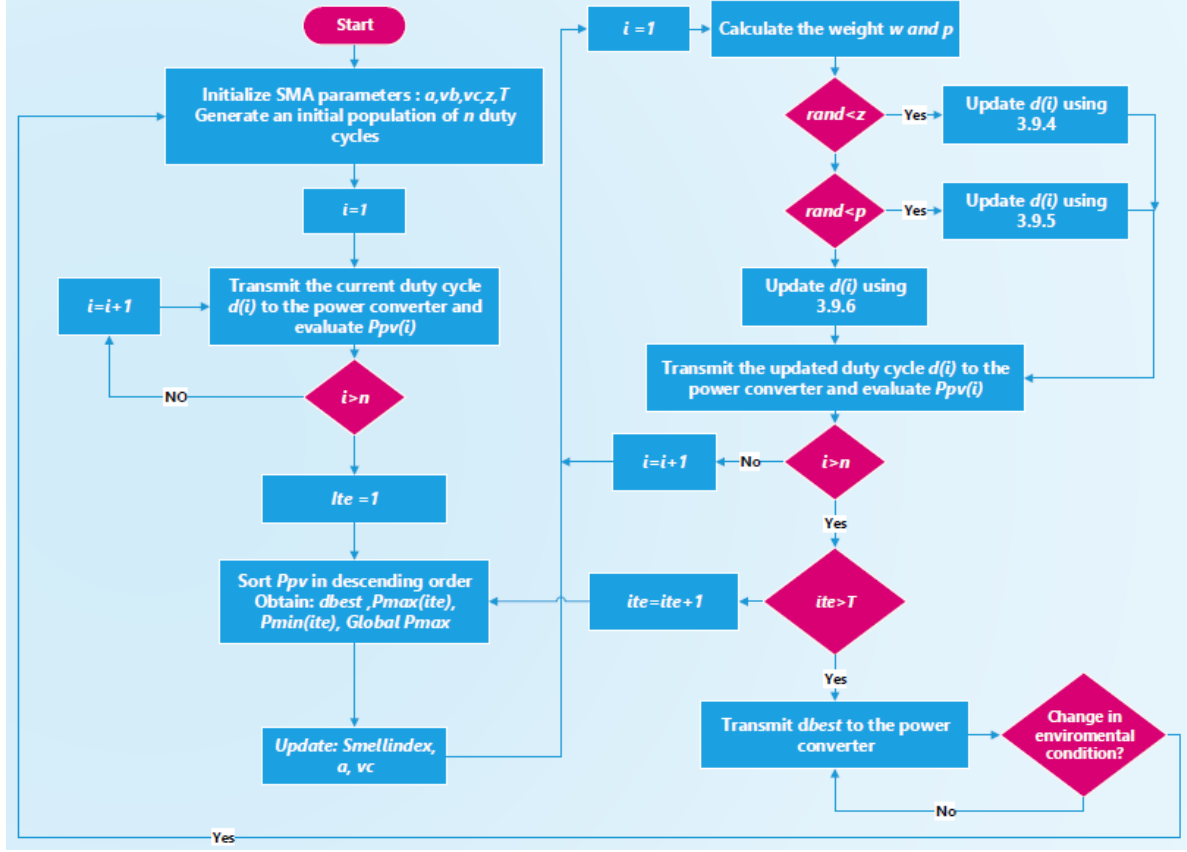 Start
Initialize SMA parameters : a,vb,vc,z,T
Generate an initial population of n duty
cycles
i=1
Transmit the current duty cycle
d(i) to the power converter and
evaluate Ppv(i)
i=i+1
NO
i>n
Ite =1
Sort Ppv in descending order
Obtain: dbest ,Pmax(ite),
Pmin(ite), Global Pmax
Update: Smellindex,
a, vc
i =1
Calculate the weight w and p
rand<z
Yes
Update d(i) using
3.9.4
rand<p
Yes
Update d(i) using
3.9.5
Update d(i) using
3.9.6
Transmit the updated duty cycle d(i) to the
power converter and evaluate Ppv(i)
i=i+1
No
i>n
Yes
ite=ite+1
ite>T
Yes
Transmit dbest to the power
converter
Change in
enviromental
condition?
No
Yes